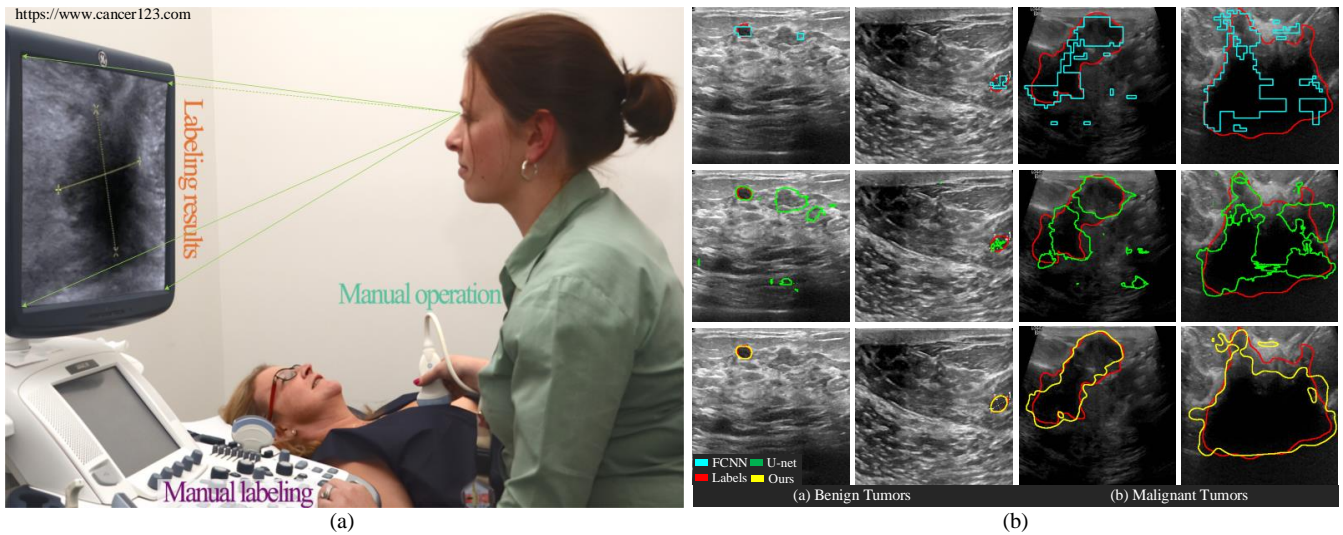 https://www.cancer123.com
Labeling results
Manual operation
Manual labeling
(a)
FCNN
U-net
Labels
Ours
(a) Benign Tumors
(b) Malignant Tumors
(b)